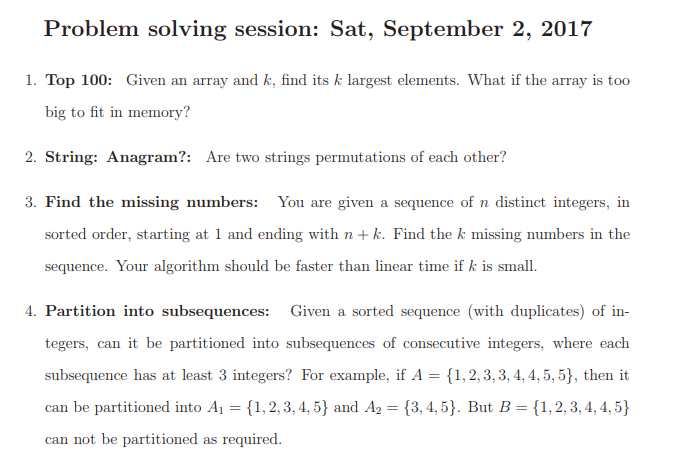 Problem solving session: Sat, September 2, 2017
1. Top 100: Given an array and k, find its k largest elements. What if the array is too
big to fit in memory?
2. String: Anagram?: Are two strings permutations of each other?
3. Find the missing numbers: You are given a sequence of n distinct integers, in
sorted order, starting at 1 and ending with n + k. Find the k missing numbers in the
sequence. Your algorithm should be faster than linear time if k is small.
4. Partition into subsequences: Given a sorted sequence (with duplicates) of in-
tegers, can it be partitioned into subsequences of consecutive integers, where each
subsequence has at least 3 integers? For example, if A = {1, 2, 3, 3, 4, 4, 5, 5}, then it
can be partitioned into A₁ = {1, 2, 3, 4, 5} and A₂ = {3, 4, 5}. But B = {1, 2, 3, 4, 4, 5}
can not be partitioned as required.